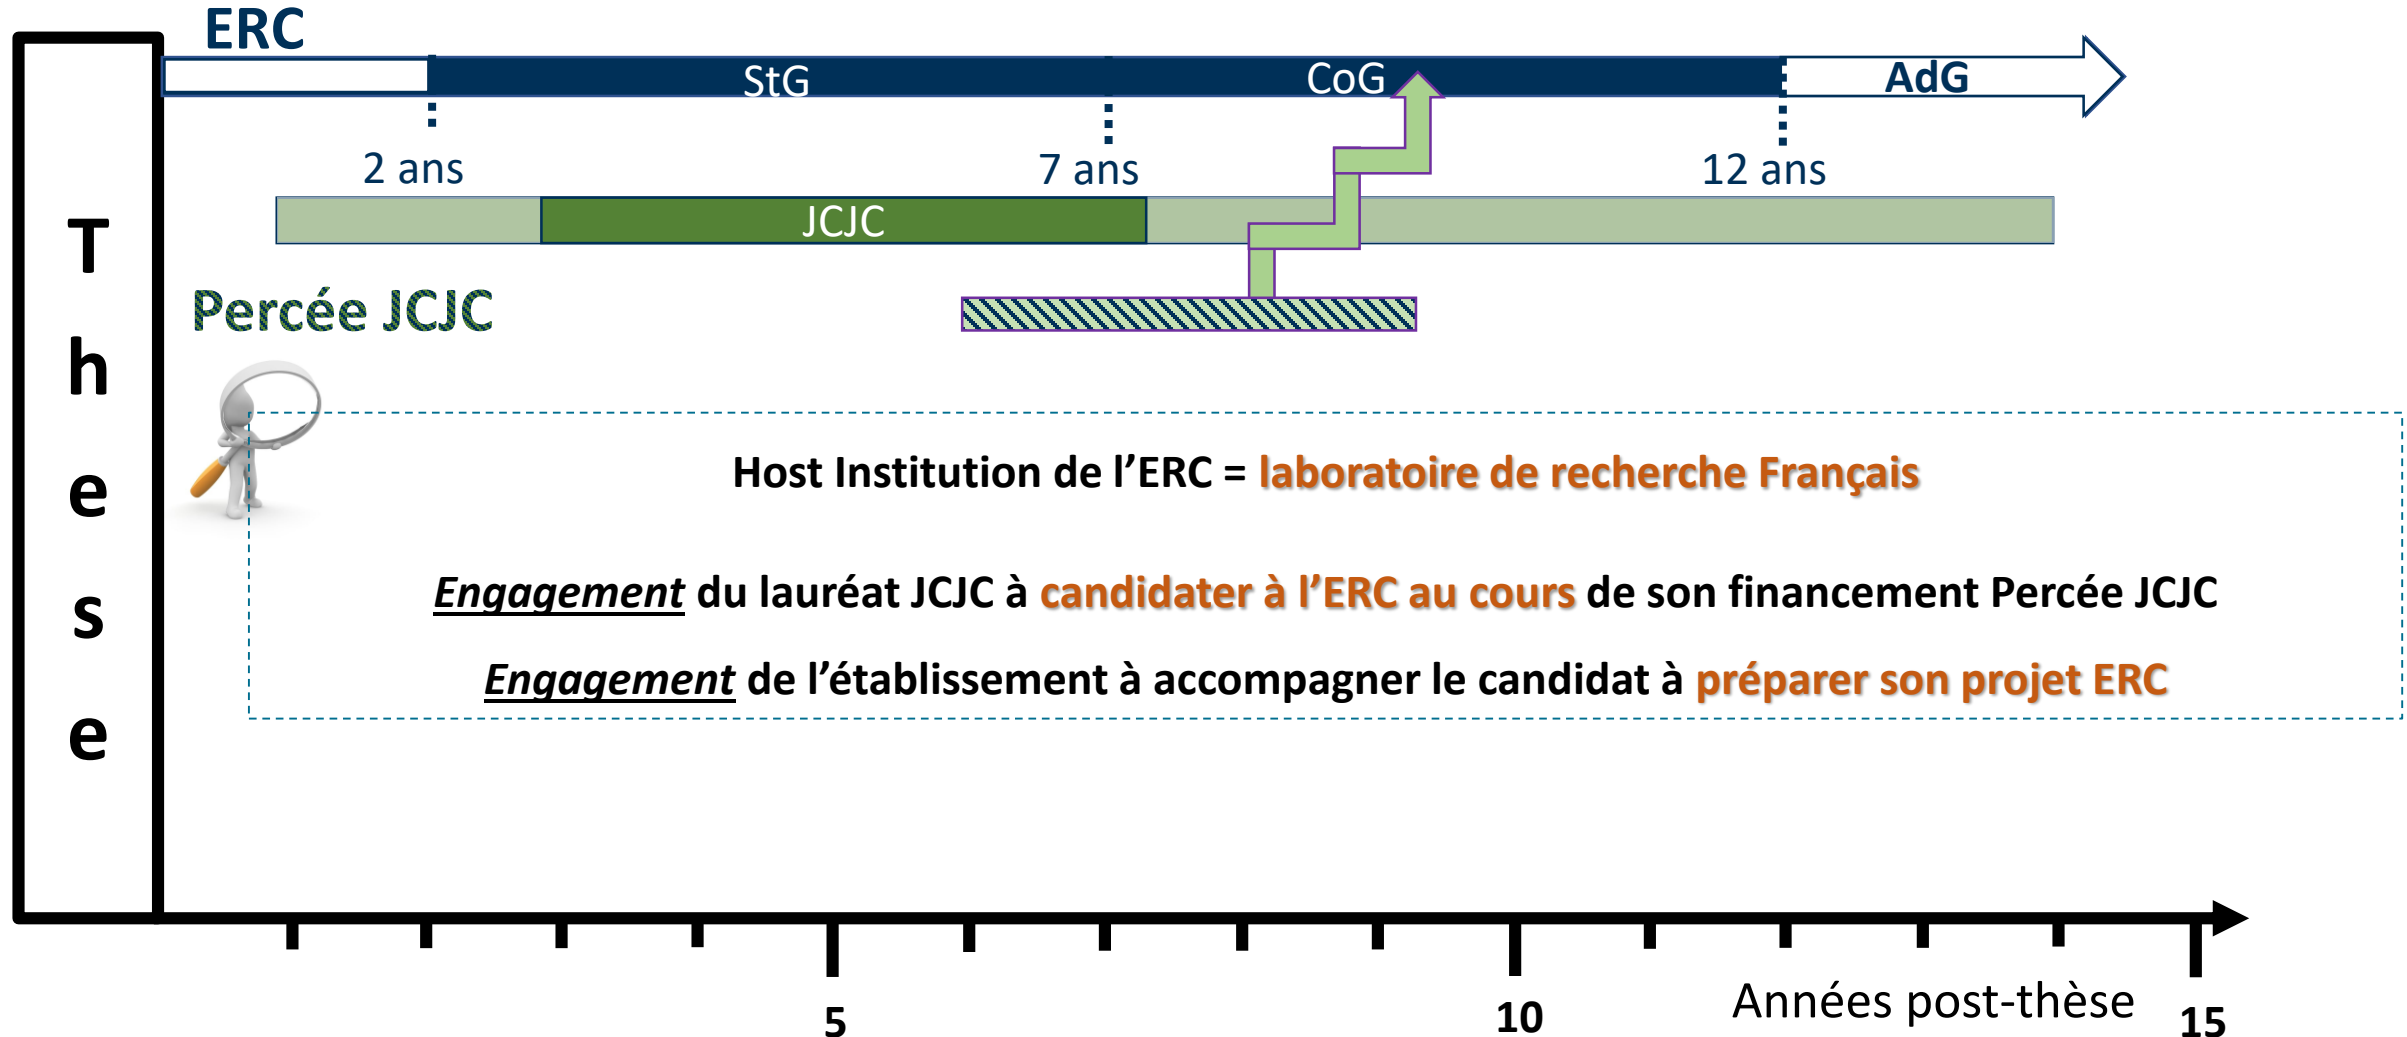 ERC
StG
CoG
AdG
2 ans
7 ans
12 ans
JCJC
Percée JCJC
T
h
e
s
e
Host Institution de l’ERC = laboratoire de recherche Français
Engagement du lauréat JCJC à candidater à l’ERC au cours de son financement Percée JCJC
Engagement de l’établissement à accompagner le candidat à préparer son projet ERC
5
10
Années post-thèse
15